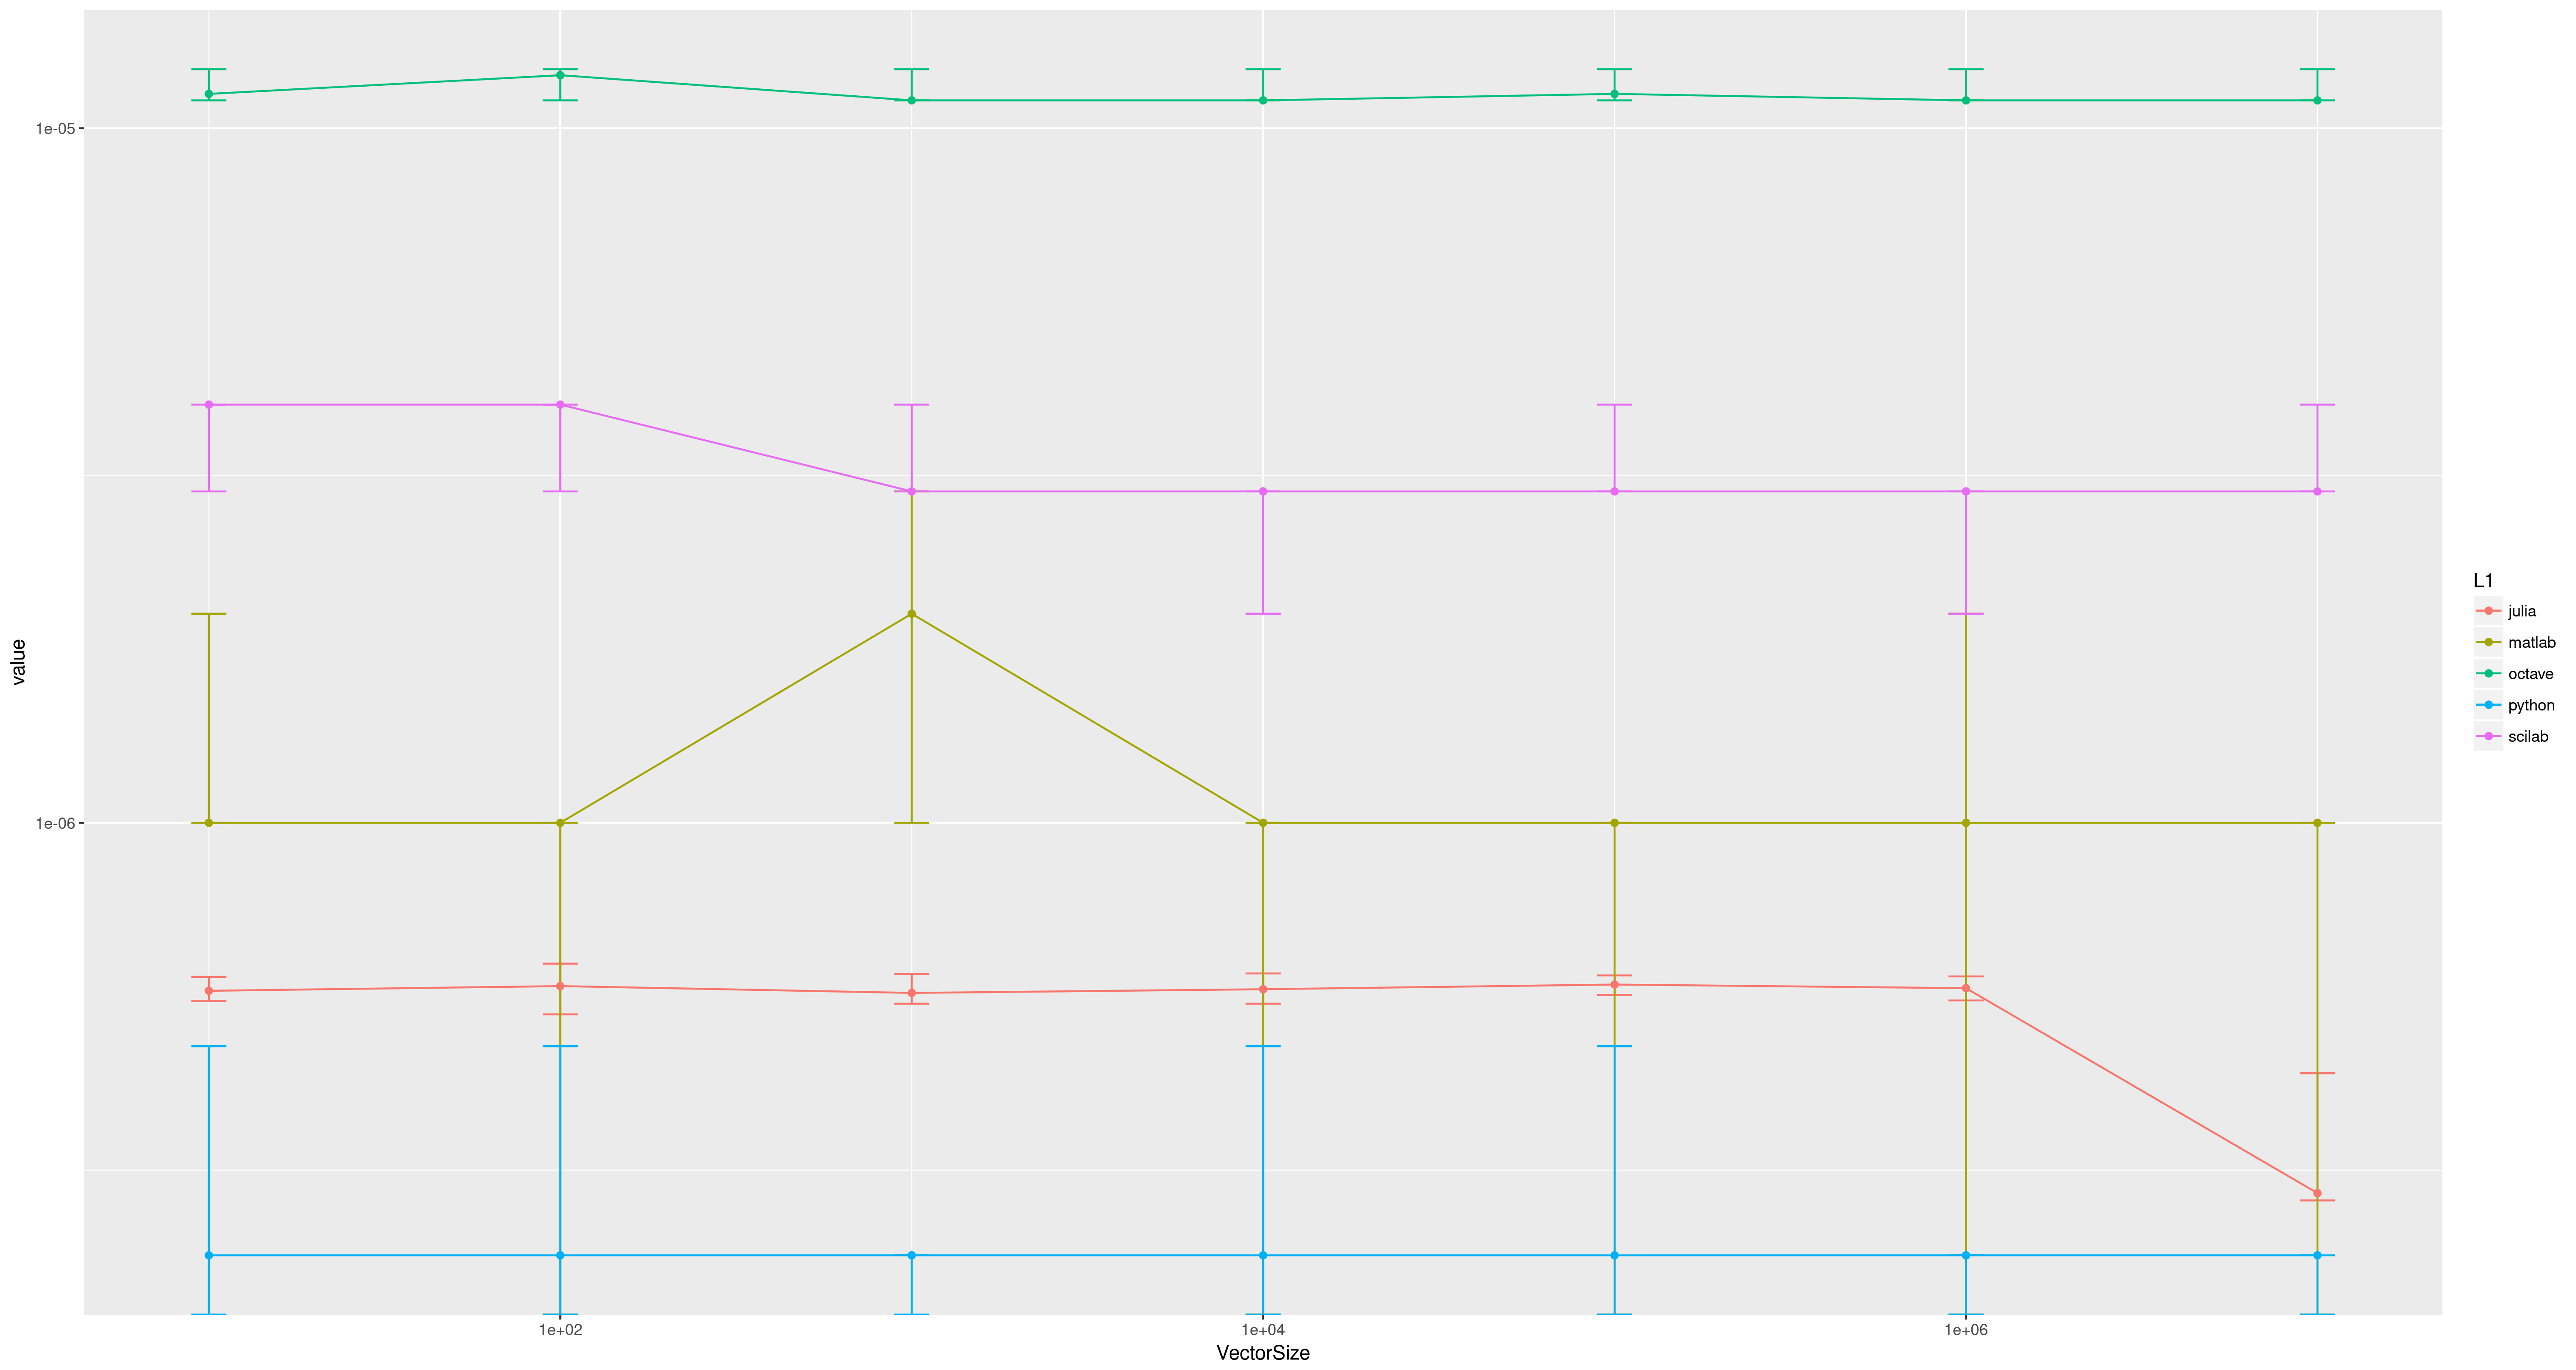 1e-05
1e-06
value
1e+02
1e+04
1e+06
VectorSize
L1
julia
matlab
octave
python
scilab